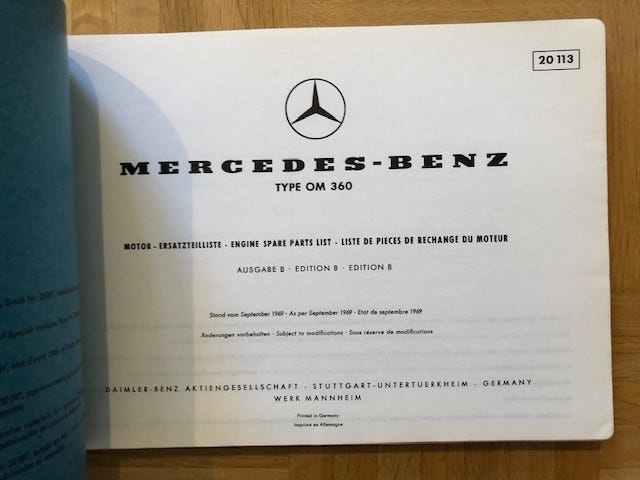 20 113
MERCEDES-BENZ
TYPE OM 360
MOTOR - ERSATZTEILLISTE · ENGINE SPARE PARTS LIST · LISTE DE PIECES DE RECHANGE DU MOTEUR
AUSGABE B · EDITION B · EDITION B
Stand vom September 1969 · As per September 1969 · Etat de septembre 1969
Änderungen vorbehalten · Subject to modifications · Sous réserve de modifications
DAIMLER-BENZ AKTIENGESELLSCHAFT · STUTTGART-UNTERTUERKHEIM · GERMANY
WERK MANNHEIM
Printed in Germany
Imprimé en Allemagne